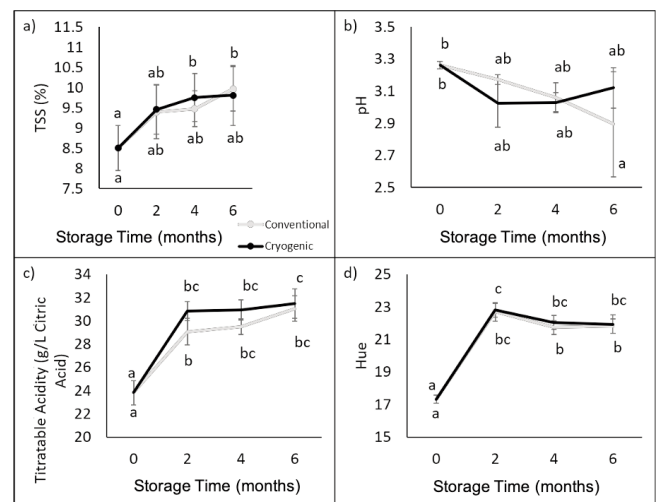 a)
TSS (%)
11.5
11
10.5
10
9.5
9
8.5
8
7.5
a
a
ab
ab
b
ab
b
ab
0 2 4 6
Storage Time (months)
Conventional
Cryogenic
b)
pH
3.5
3.3
3.1
2.9
2.7
2.5
b
b
ab
ab
ab
ab
ab
a
0 2 4 6
Storage Time (months)
c)
Titratable Acidity (g/L Citric
Acid)
34
32
30
28
26
24
22
20
a
a
bc
b
bc
bc
c
bc
0 2 4 6
Storage Time (months)
d)
Hue
25
23
21
19
17
15
a
a
c
bc
bc
b
bc
b
0 2 4 6
Storage Time (months)